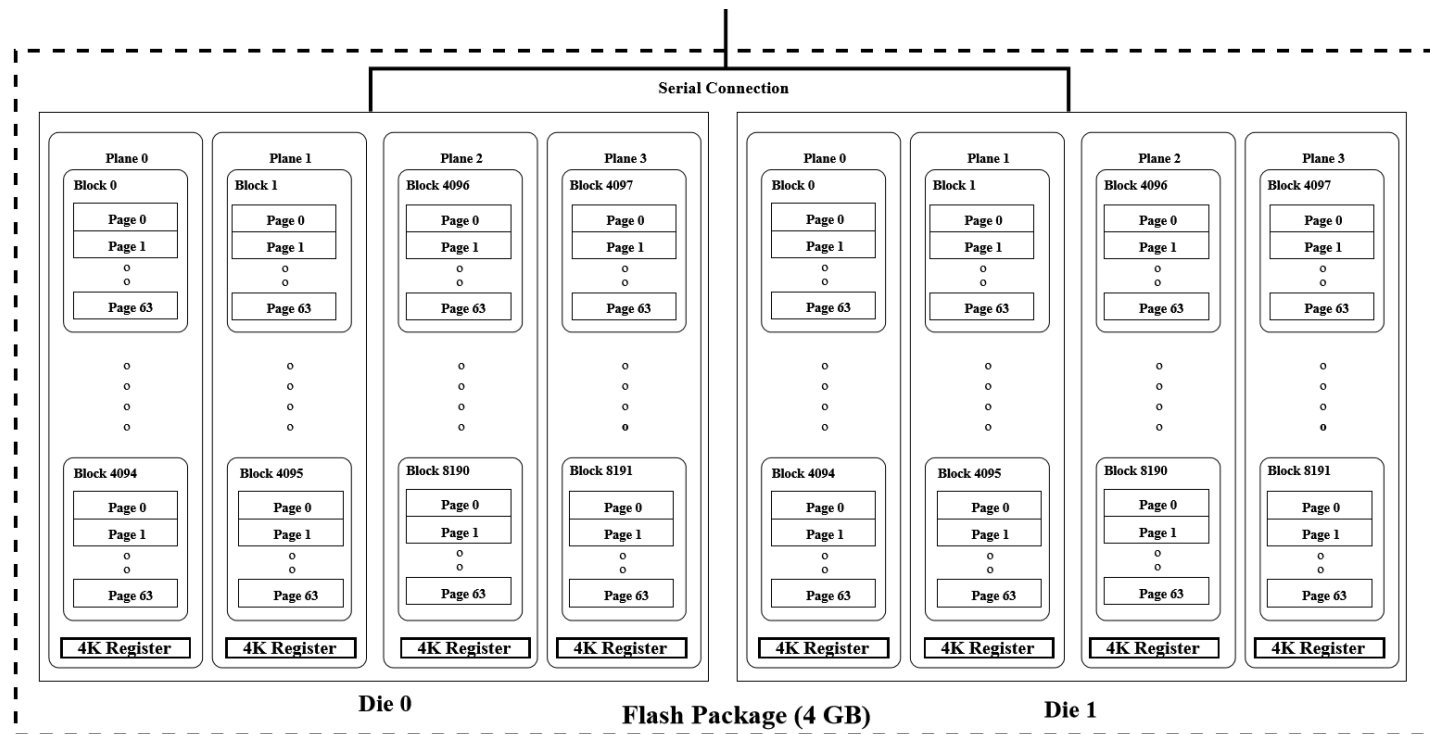 Serial Connection
Plane 0 Plane 1 Plane 2 Plane 3 Plane 0 Plane 1 Plane 2 Plane 3
Block 0 Block 1 Block 4096 Block 4097 Block 0 Block 1 Block 4096 Block 4097
Page 0 Page 0 Page 0 Page 0 Page 0 Page 0 Page 0 Page 0
Page 1 Page 1 Page 1 Page 1 Page 1 Page 1 Page 1 Page 1
Page 63 Page 63 Page 63 Page 63 Page 63 Page 63 Page 63 Page 63
Block 4094 Block 4095 Block 8190 Block 8191 Block 4094 Block 4095 Block 8190 Block 8191
Page 0 Page 0 Page 0 Page 0 Page 0 Page 0 Page 0 Page 0
Page 1 Page 1 Page 1 Page 1 Page 1 Page 1 Page 1 Page 1
Page 63 Page 63 Page 63 Page 63 Page 63 Page 63 Page 63 Page 63
4K Register 4K Register 4K Register 4K Register 4K Register 4K Register 4K Register 4K Register
Die 0 Die 1
Flash Package (4 GB)